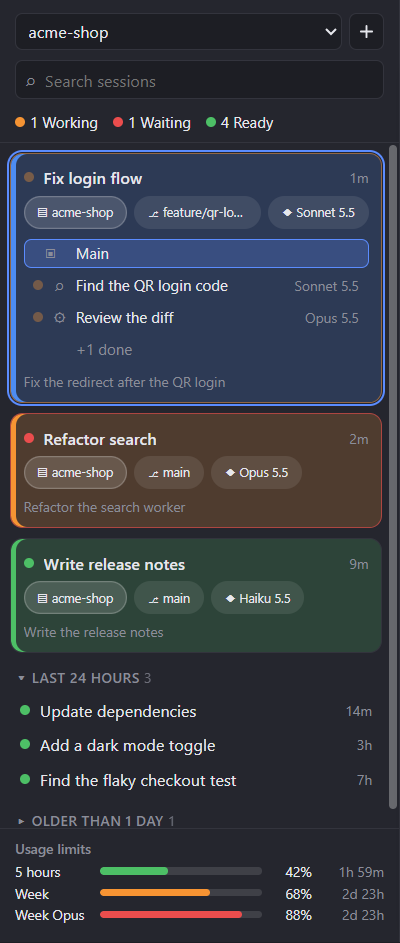 acme-shop
Search sessions
1 Working 1 Waiting 4 Ready
Fix login flow 1m
acme-shop feature/qr-lo... Sonnet 5.5
Main
Find the QR login code Sonnet 5.5
Review the diff Opus 5.5
+1 done
Fix the redirect after the QR login
Refactor search 2m
acme-shop main Opus 5.5
Refactor the search worker
Write release notes 9m
acme-shop main Haiku 5.5
Write the release notes
LAST 24 HOURS 3
Update dependencies 14m
Add a dark mode toggle 3h
Find the flaky checkout test 7h
OLDER THAN 1 DAY 1
Usage limits
5 hours 42% 1h 59m
Week 68% 2d 23h
Week Opus 88% 2d 23h